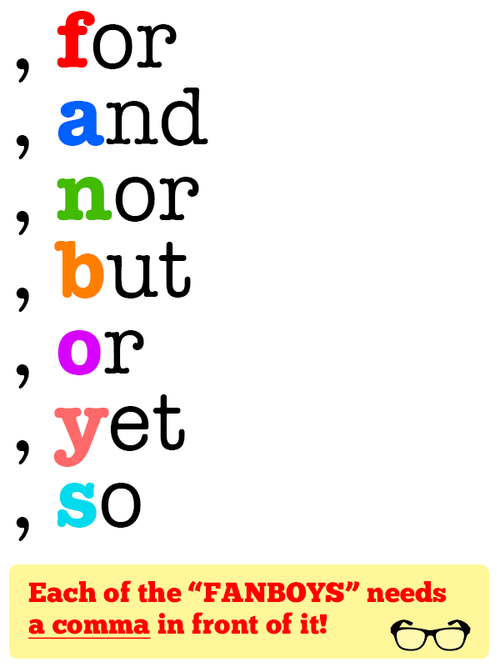 , for
, and
, nor
, but
, or
, yet
, so
Each of the “FANBOYS” needs
a comma in front of it!